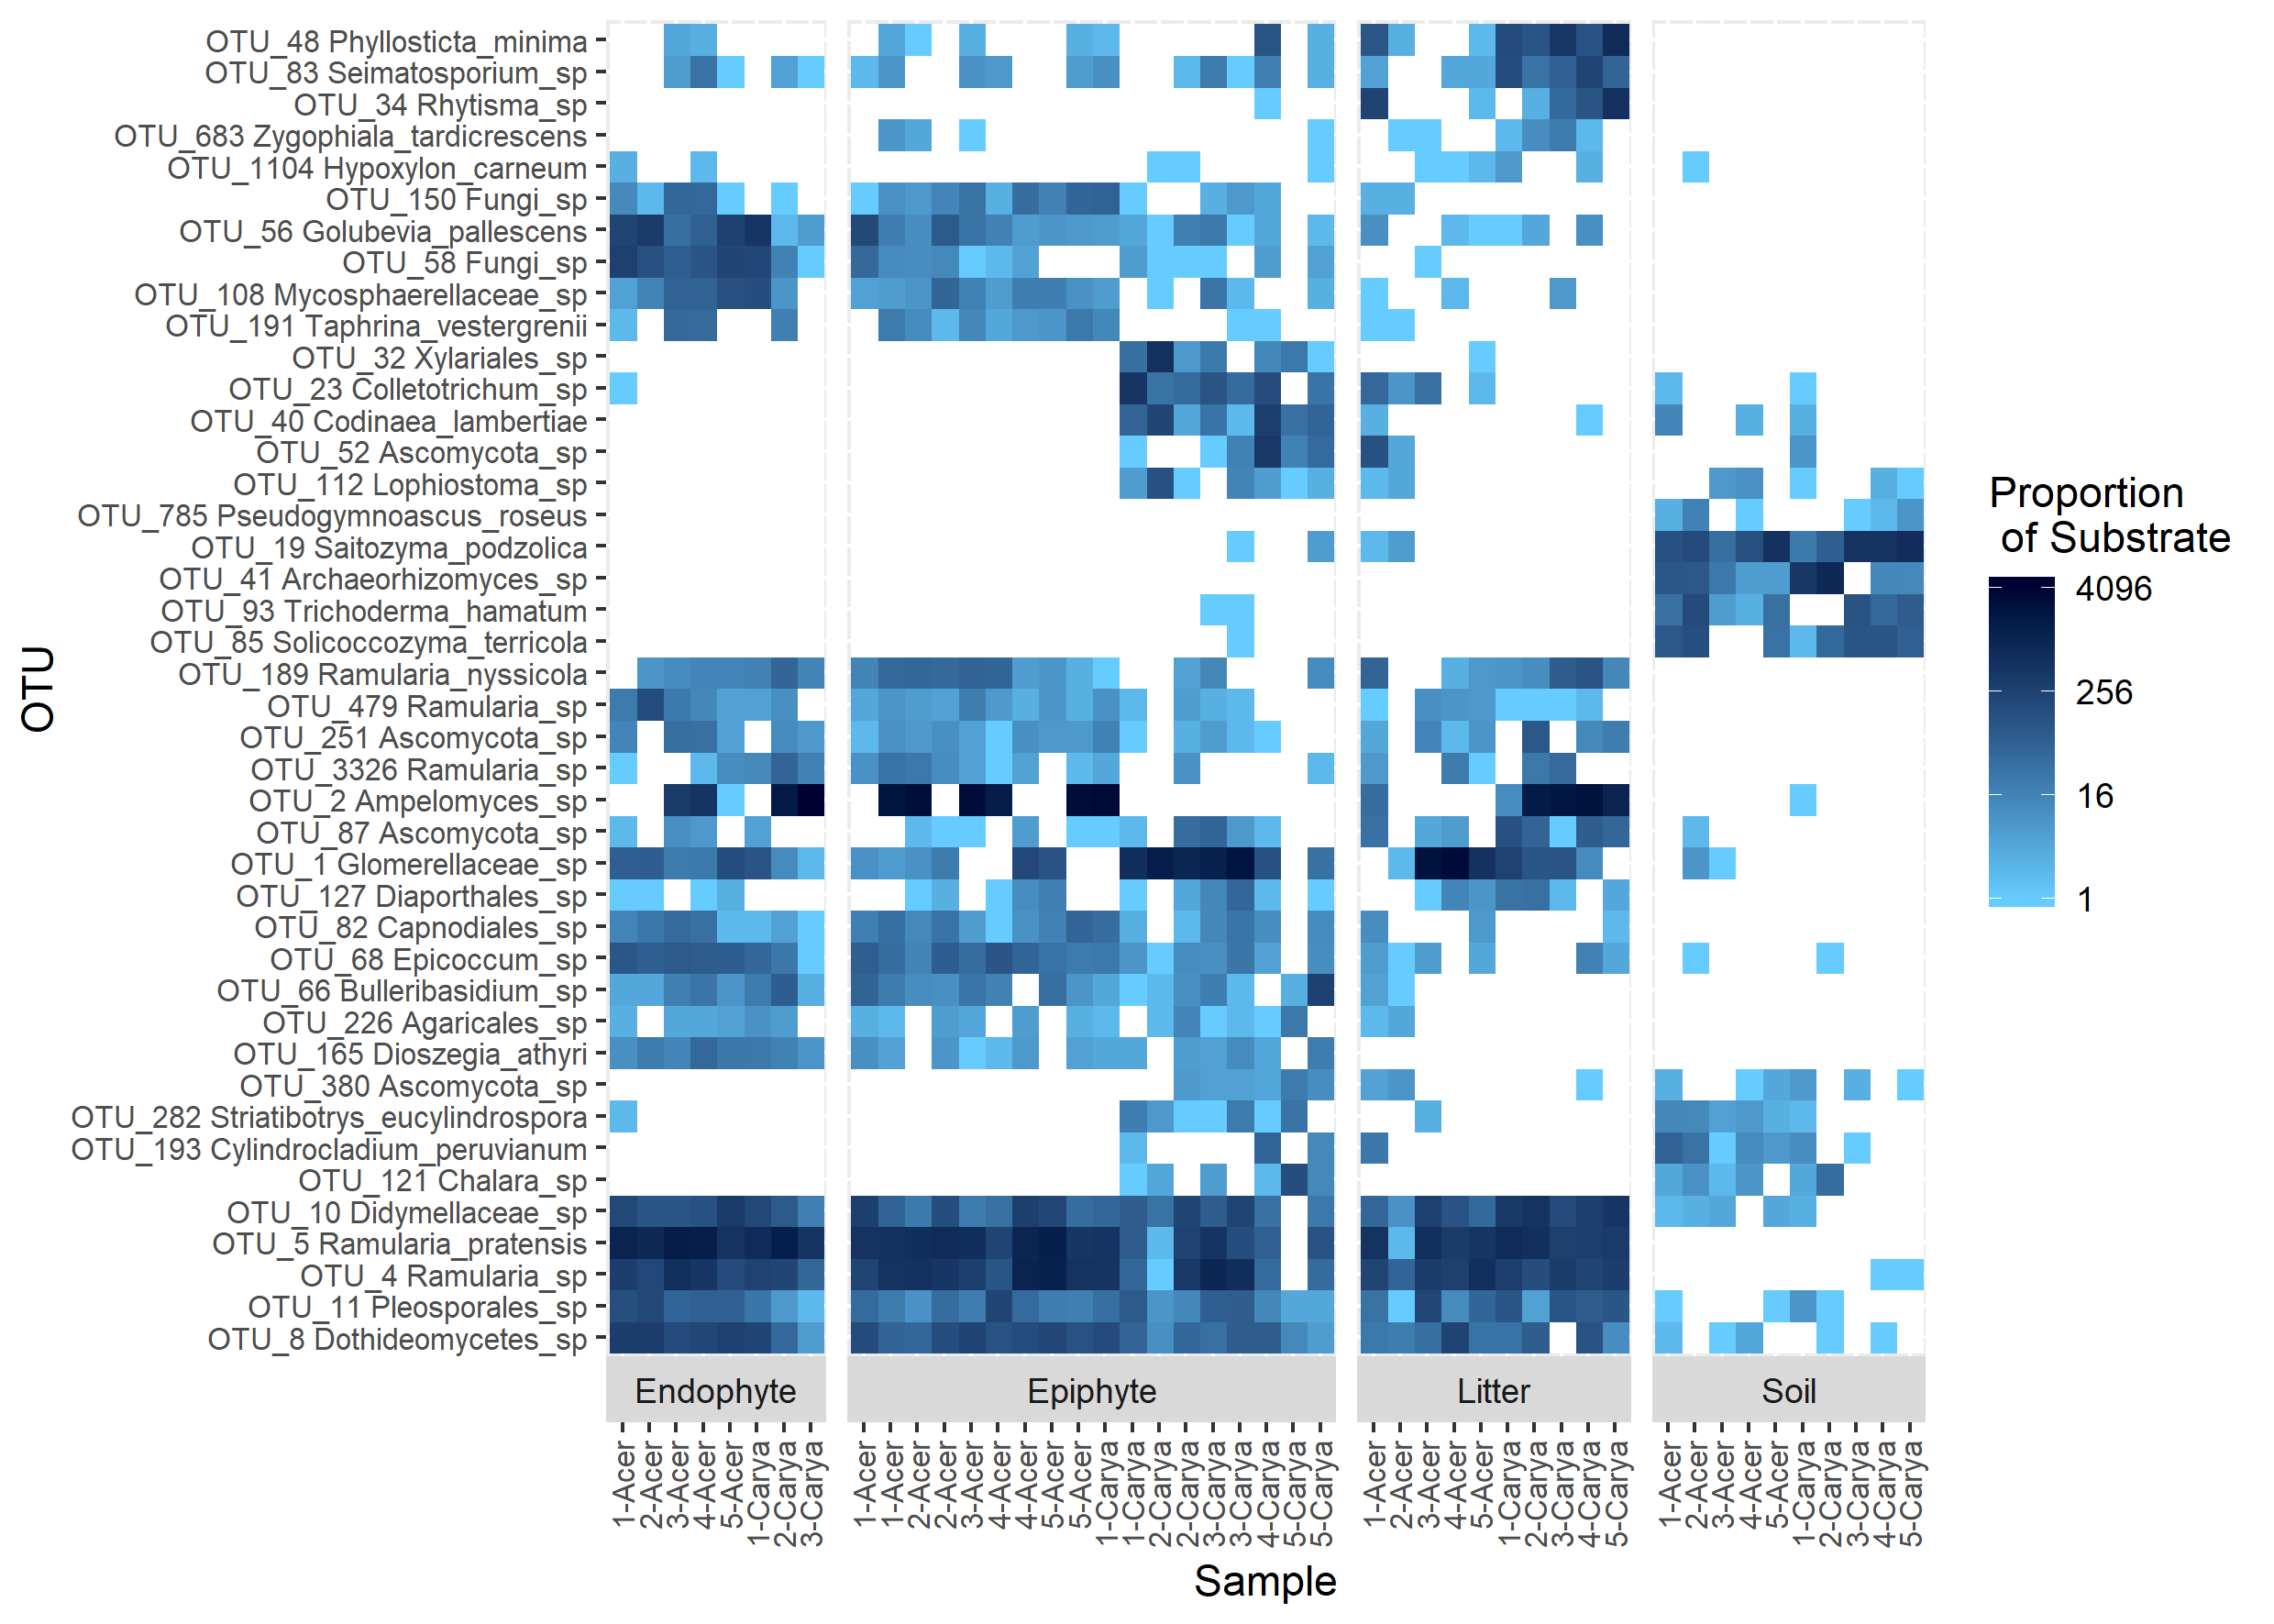 OTU_48 Phyllosticta_minima
OTU_83 Seimatosporium_sp
OTU_34 Rhytisma_sp
OTU_683 Zygophiala_tardicrescens
OTU_1104 Hypoxylon_carneum
OTU_150 Fungi_sp
OTU_56 Golubevia_pallescens
OTU_58 Fungi_sp
OTU_108 Mycosphaerellaceae_sp
OTU_191 Taphrina_vestergrenii
OTU_32 Xylariales_sp
OTU_23 Colletotrichum_sp
OTU_40 Codinaea_lambertiae
OTU_52 Ascomycota_sp
OTU_112 Lophiostoma_sp
OTU_785 Pseudogymnoascus_roseus
OTU_19 Saitozyma_podzolica
OTU_41 Archaeorhizomyces_sp
OTU_93 Trichoderma_hamatum
OTU_85 Solicoccozyma_terricola
OTU_189 Ramularia_nyssicola
OTU_479 Ramularia_sp
OTU_251 Ascomycota_sp
OTU_3326 Ramularia_sp
OTU_2 Ampelomyces_sp
OTU_87 Ascomycota_sp
OTU_1 Glomerellaceae_sp
OTU_127 Diaporthales_sp
OTU_82 Capnodiales_sp
OTU_68 Epicoccum_sp
OTU_66 Bulleribasidium_sp
OTU_226 Agaricales_sp
OTU_165 Dioszegia_athyri
OTU_380 Ascomycota_sp
OTU_282 Striatibotrys_eucylindrospora
OTU_193 Cylindrocladium_peruvianum
OTU_121 Chalara_sp
OTU_10 Didymellaceae_sp
OTU_5 Ramularia_pratensis
OTU_4 Ramularia_sp
OTU_11 Pleosporales_sp
OTU_8 Dothideomycetes_sp
OTU
Endophyte
Epiphyte
Litter
Soil
1-Acer
2-Acer
3-Acer
4-Acer
5-Acer
1-Carya
2-Carya
3-Carya
1-Acer
1-Acer
2-Acer
2-Acer
3-Acer
4-Acer
4-Acer
5-Acer
5-Acer
1-Carya
1-Carya
2-Carya
2-Carya
3-Carya
3-Carya
4-Carya
5-Carya
5-Carya
1-Acer
2-Acer
3-Acer
4-Acer
5-Acer
1-Carya
2-Carya
3-Carya
4-Carya
5-Carya
1-Acer
2-Acer
3-Acer
4-Acer
5-Acer
1-Carya
2-Carya
3-Carya
4-Carya
5-Carya
Sample
Proportion
of Substrate
4096
256
16
1